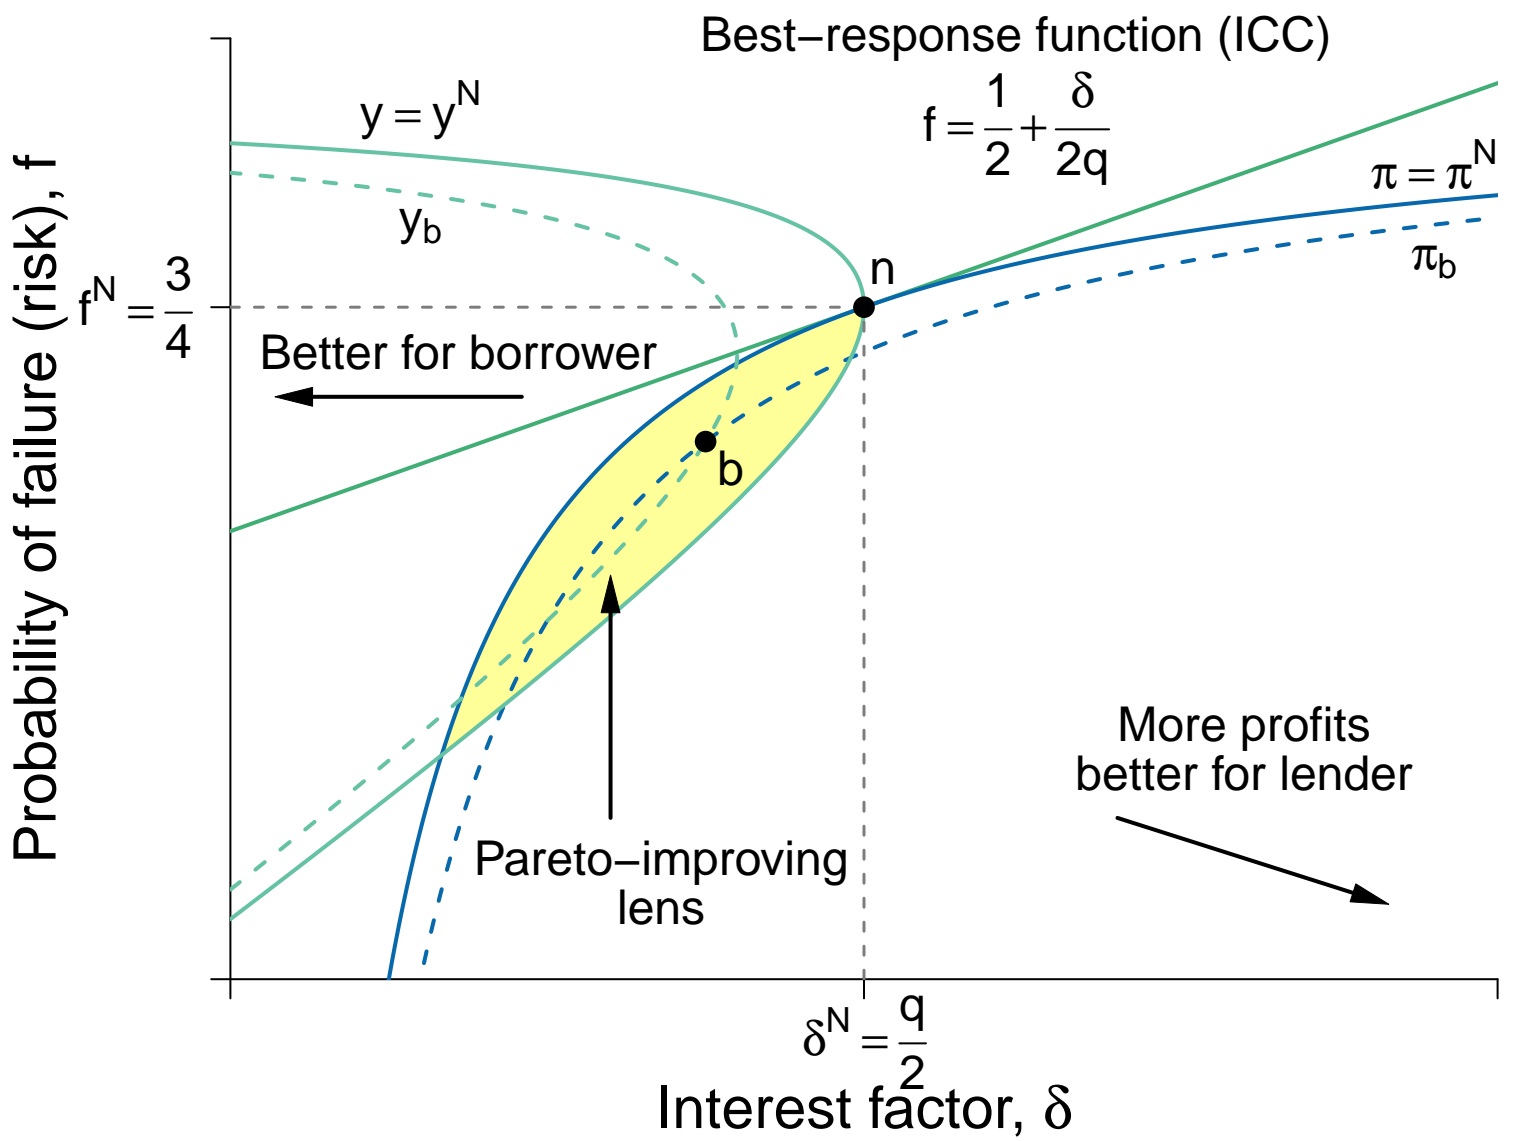 Best−response function (ICC)
f = 1/2 + δ/2q
y = y^N
y_b
π = π^N
π_b
n
f^N = 3/4
Better for borrower
b
More profits
better for lender
Pareto−improving
lens
δ^N = q/2
Interest factor, δ
Probability of failure (risk), f